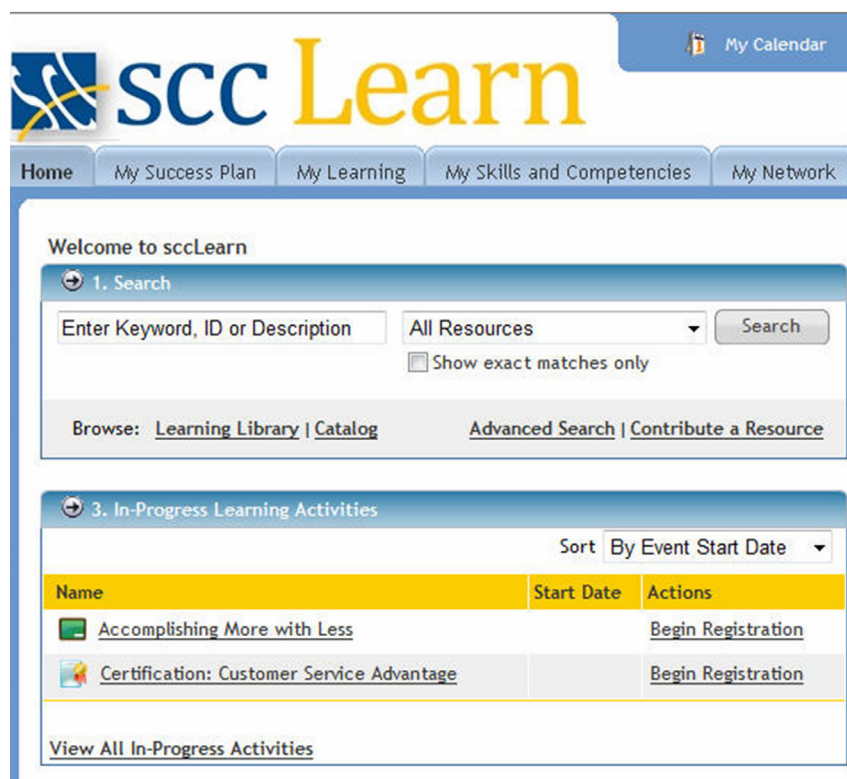 scc Learn
My Calendar
Home My Success Plan My Learning My Skills and Competencies My Network
Welcome to sccLearn
1. Search
Enter Keyword, ID or Description All Resources Search
Show exact matches only
Browse: Learning Library | Catalog Advanced Search | Contribute a Resource
3. In-Progress Learning Activities
Sort By Event Start Date
Name Start Date Actions
Accomplishing More with Less Begin Registration
Certification: Customer Service Advantage Begin Registration
View All In-Progress Activities